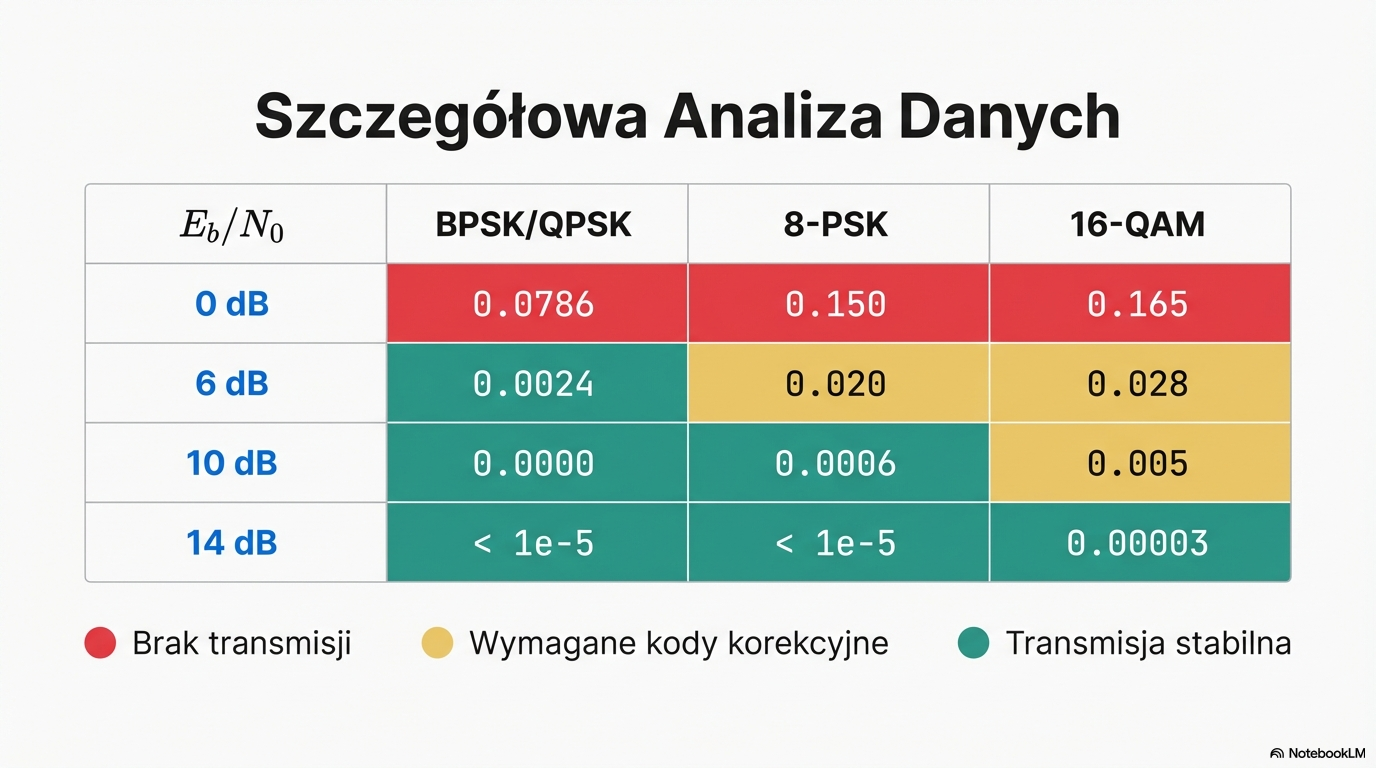 Szczegółowa Analiza Danych
E_b/N_0 BPSK/QPSK 8-PSK 16-QAM
0 dB 0.0786 0.150 0.165
6 dB 0.0024 0.020 0.028
10 dB 0.0000 0.0006 0.005
14 dB < 1e-5 < 1e-5 0.00003
Brak transmisji Wymagane kody korekcyjne Transmisja stabilna
NotebookLM